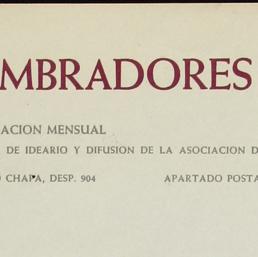 MBRADORES
ACION MENSUAL
DE IDEARIO Y DIFUSION DE LA ASOCIACION D
CHAPA, DESP. 904 APARTADO POSTA